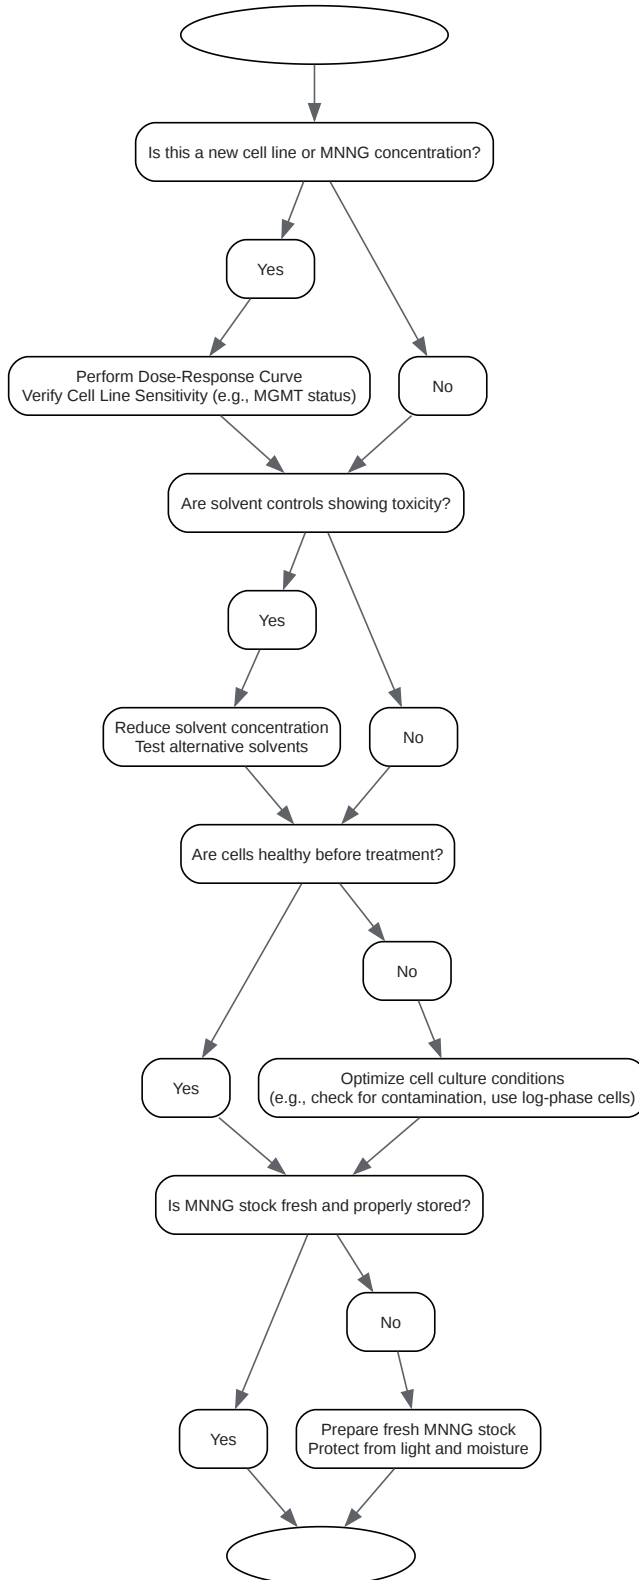 Is this a new cell line or MNNG concentration?
Yes
Perform Dose-Response Curve
Verify Cell Line Sensitivity (e.g., MGMT status)
No
Are solvent controls showing toxicity?
Yes
Reduce solvent concentration
Test alternative solvents
No
Are cells healthy before treatment?
No
Yes
Optimize cell culture conditions
(e.g., check for contamination, use log-phase cells)
Is MNNG stock fresh and properly stored?
No
Yes
Prepare fresh MNNG stock
Protect from light and moisture